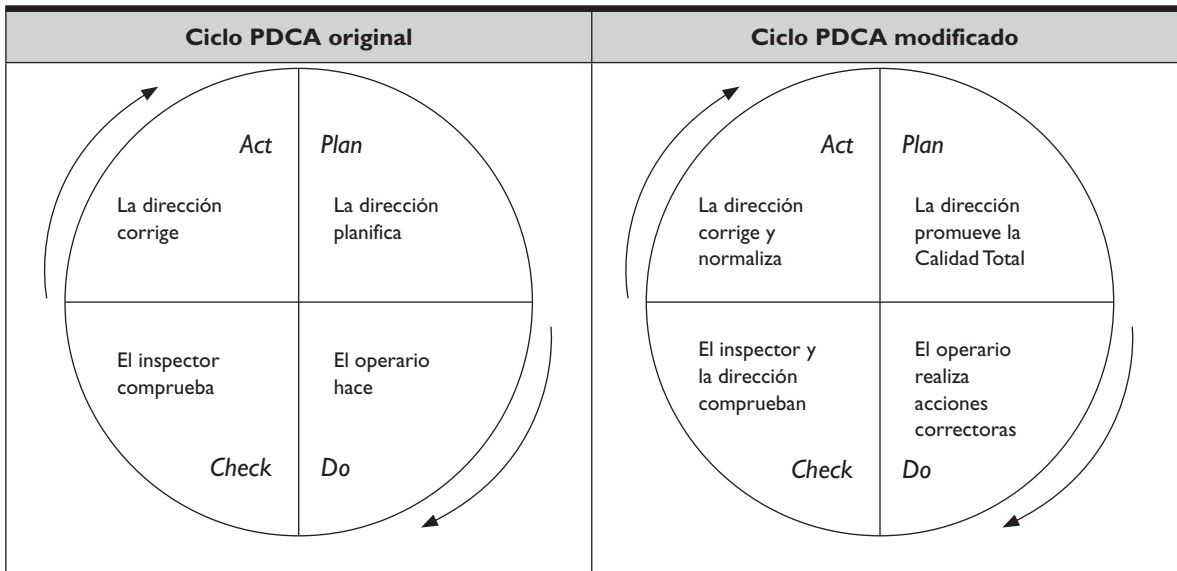 Ciclo PDCA original
Act
Plan
La dirección
corrige
La dirección
planifica
El inspector
comprueba
El operario
hace
Check
Do
Ciclo PDCA modificado
Act
Plan
La dirección
corrige y
normaliza
La dirección
promueve la
Calidad Total
El inspector y
la dirección
comprueban
El operario
realiza
acciones
correctoras
Check
Do